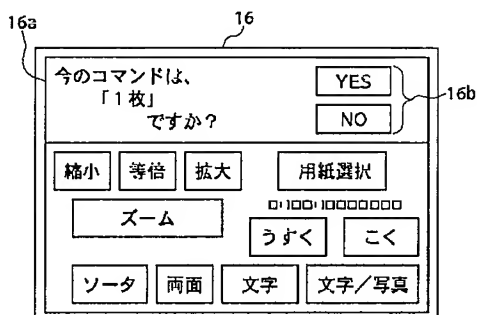 16
16a
今のコマンドは、
「1枚」
ですか？
YES
NO
16b
縮小 等倍 拡大 用紙選択
ズーム
うすく こく
ソータ 両面 文字 文字／写真